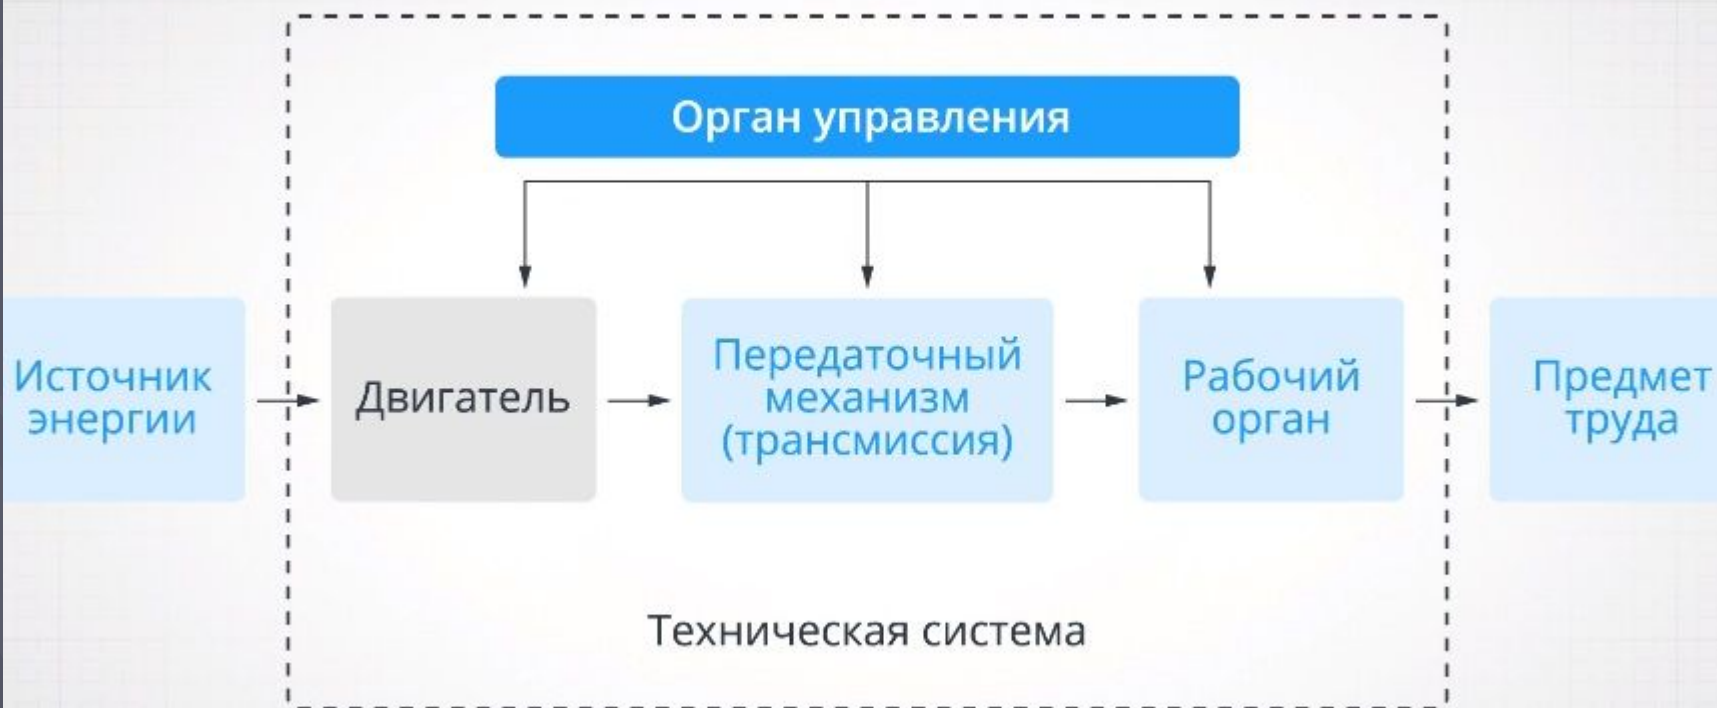 Орган управления
Источник
энергии
Двигатель
Передаточный
механизм
(трансмиссия)
Рабочий
орган
Предмет
труда
Техническая система